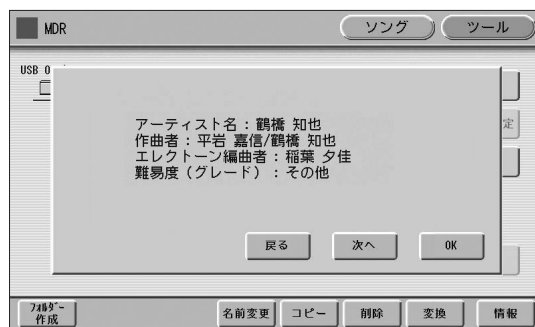 MDR
ソング
ツール
USB 0
定
アーティスト名:鶴橋 知也
作曲者:平岩 嘉信/鶴橋 知也
エレクトーン編曲者:稲葉 夕佳
難易度(グレード):その他
戻る
次へ
OK
フォルダー
作成
名前変更
コピー
削除
変換
情報